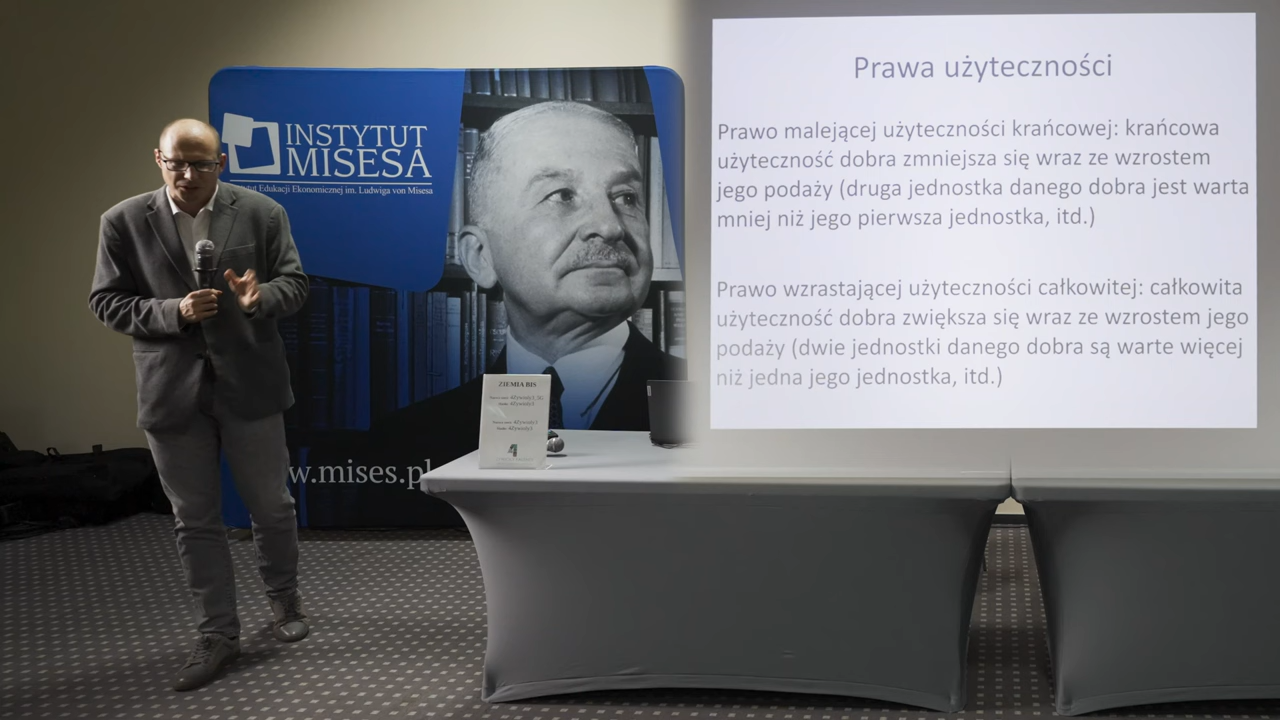 INSTYTUT
MISESA
Edukacji Ekonomicznej im. Ludwiga von Misesa
w.mises.pl
ZIEMIA BIS
Prawa użyteczności
Prawo malejącej użyteczności krańcowej: krańcowa
użyteczność dobra zmniejsza się wraz ze wzrostem
jego podaży (druga jednostka danego dobra jest warta
mniej niż jego pierwsza jednostka, itd.)
Prawo wzrastającej użyteczności całkowitej: całkowita
użyteczność dobra zwiększa się wraz ze wzrostem jego
podaży (dwie jednostki danego dobra są warte więcej
niż jedna jego jednostka, itd.)